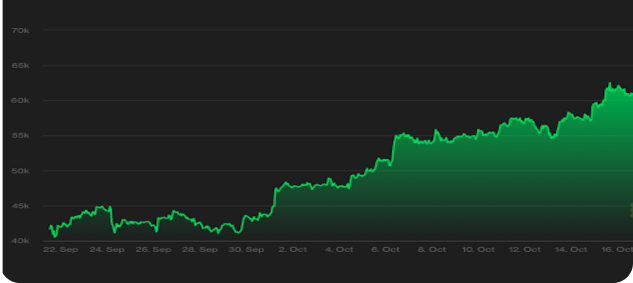 70k
65k
60k
55k
50k
45k
40k
22. Sep 24. Sep 26. Sep 28. Sep 30. Sep 2. Oct 4. Oct 6. Oct 8. Oct 10. Oct 12. Oct 14. Oct 16. Oct